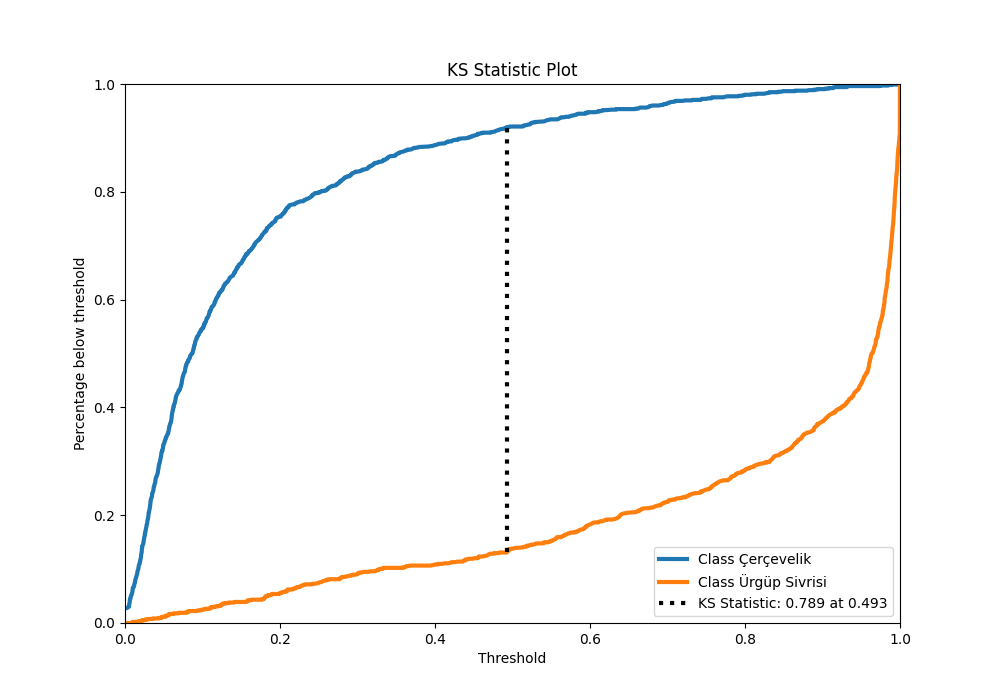 KS Statistic Plot
1.0
0.8
0.6
0.4
0.2
0.0
Percentage below threshold
0.0 0.2 0.4 0.6 0.8 1.0
Threshold
Class Çerçevelik
Class Ürgüp Sivrisi
KS Statistic: 0.789 at 0.493